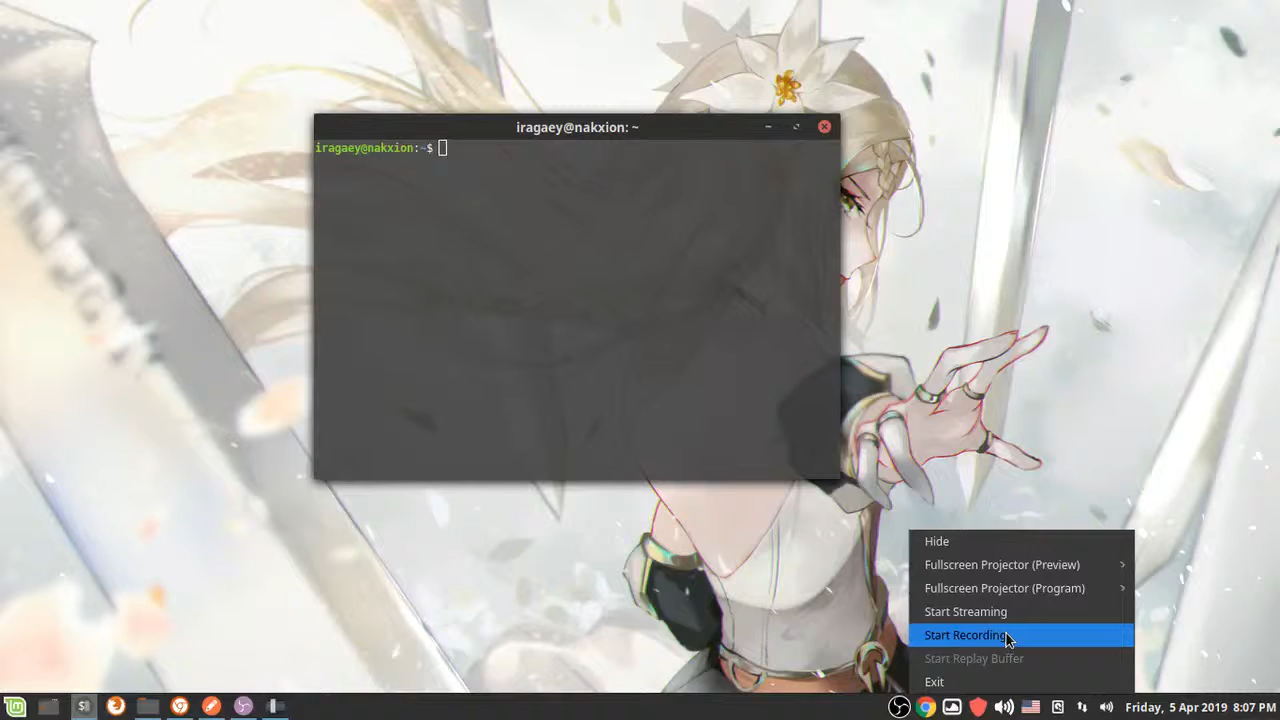 iragaey@nakxion: ~
iragaey@nakxion:~$
Hide
Fullscreen Projector (Preview)
Fullscreen Projector (Program)
Start Streaming
Start Recording
Start Replay Buffer
Exit
Friday, 5 Apr 2019 8:07 PM